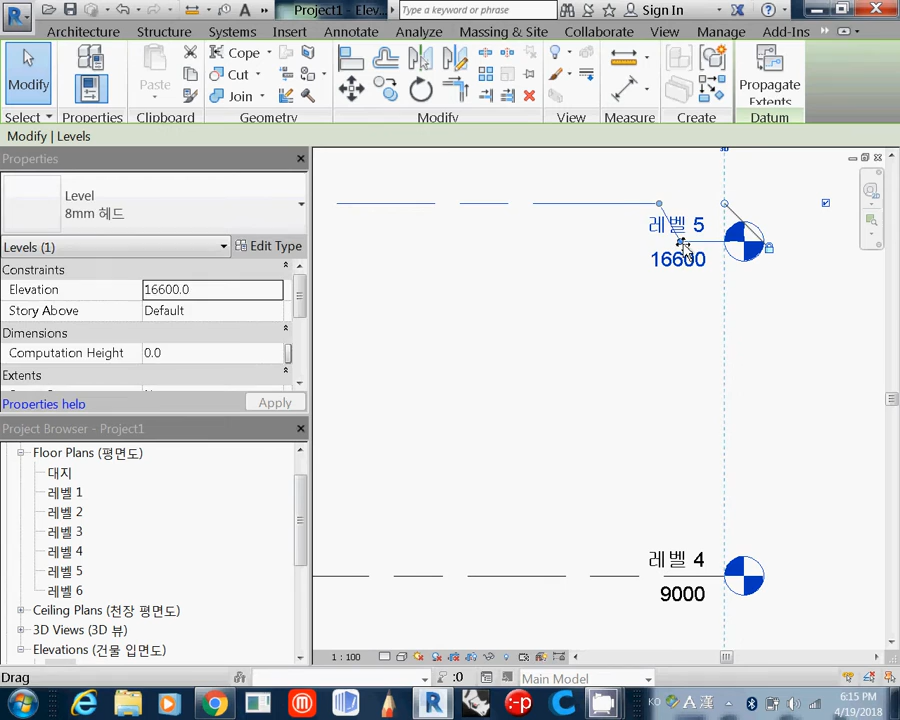 Project1 - Elev...
Type a keyword or phrase
Sign In
Architecture Structure Systems Insert Annotate Analyze Massing & Site Collaborate View Manage Add-Ins
Modify
Cope
Cut
Join
Paste
Propagate
Extents
Select Properties Clipboard Geometry Modify View Measure Create Datum
Modify | Levels
Properties
Level
8mm 헤드
Levels (1)
Edit Type
Constraints
Elevation 16600.0
Story Above Default
Dimensions
Computation Height 0.0
Extents
Properties help
Apply
Project Browser - Project1
Floor Plans (평면도)
대지
레벨 1
레벨 2
레벨 3
레벨 4
레벨 5
레벨 6
Ceiling Plans (천장 평면도)
3D Views (3D 뷰)
Elevations (건물 입면도)
3D
레벨 5
16600
레벨 4
9000
1 : 100
Drag
:0
Main Model
KO A 漢
6:15 PM
4/19/2018